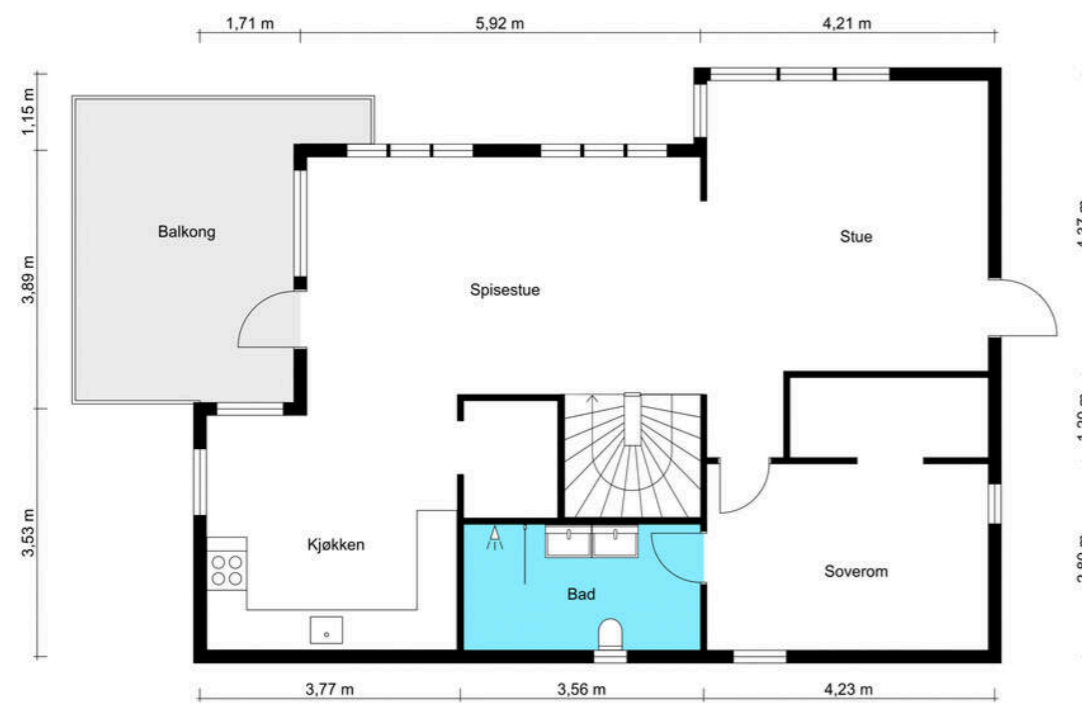 1,71 m
5,92 m
4,21 m
1,15 m
Balkong
Stue
3,89 m
Spisestue
3,53 m
Kjøkken
Bad
Soverom
3,77 m
3,56 m
4,23 m